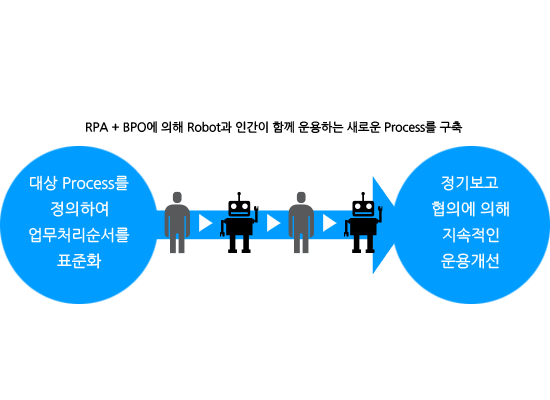 RPA + BPO에 의해 Robot과 인간이 함께 운용하는 새로운 Process를 구축
대상 Process를
정의하여
업무처리순서를
표준화
정기보고
협의에 의해
지속적인
운용개선